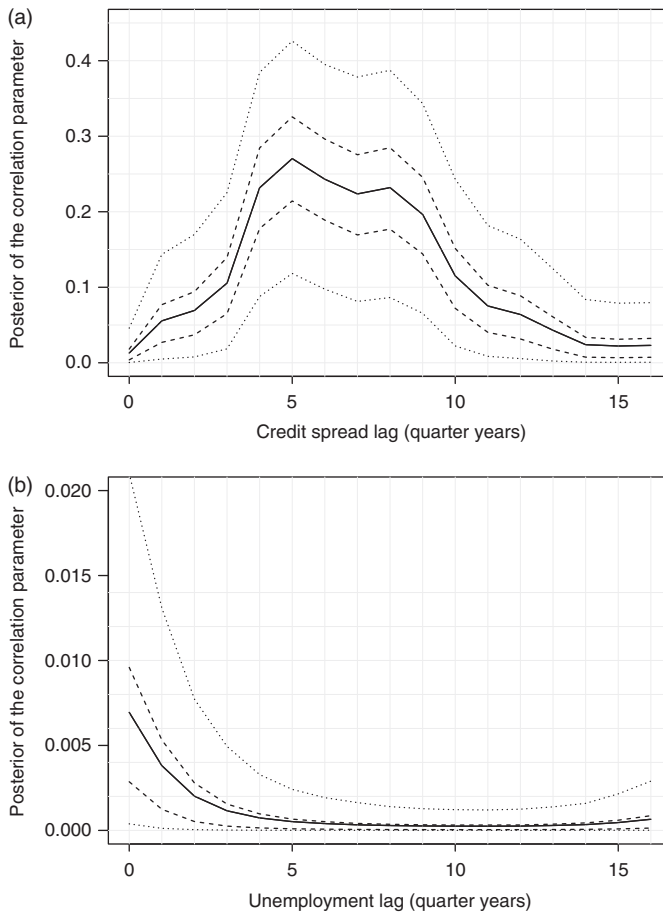 (a)
Posterior of the correlation parameter
0.4
0.3
0.2
0.1
0.0
0 5 10 15
Credit spread lag (quarter years)
(b)
Posterior of the correlation parameter
0.020
0.015
0.010
0.005
0.000
0 5 10 15
Unemployment lag (quarter years)